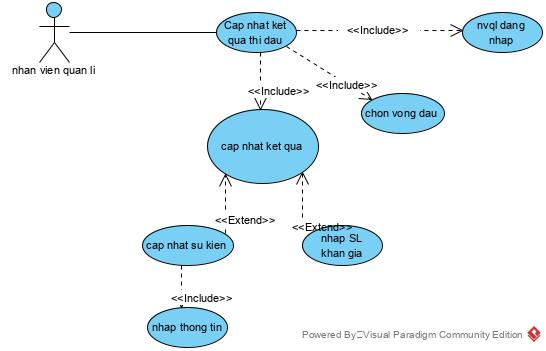 Cap nhat ket
qua thi dau
<<Include>>
nvql dang
nhap
nhan vien quan li
<<Include>>
<<Include>>
chon vong dau
cap nhat ket qua
<<Extend>>
<<Extend>>
cap nhat su kien
nhap SL
khan gia
<<Include>>
nhap thong tin
Powered By Visual Paradigm Community Edition